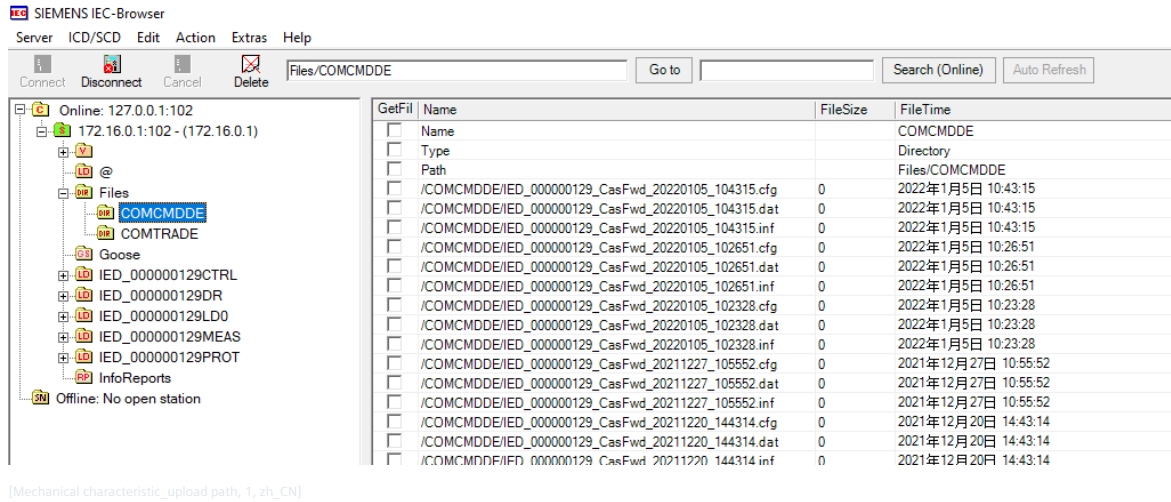 SIEMENS IEC-Browser
Server ICD/SCD Edit Action Extras Help
Connect Disconnect Cancel Delete Files/COMCMDDE Go to Search (Online) Auto Refresh
Online: 127.0.0.1:102
172.16.0.1:102 - (172.16.0.1)
V
LD @
DIR Files
DIR COMCMDDE
DIR COMTRADE
GS Goose
LD IED_000000129CTRL
LD IED_000000129DR
LD IED_000000129LD0
LD IED_000000129MEAS
LD IED_000000129PROT
RP InfoReports
SN Offline: No open station
GetFil Name FileSize FileTime
Name COMCMDDE
Type Directory
Path Files/COMCMDDE
/COMCMDDE/IED_000000129_CasFwd_20220105_104315.cfg 0 2022年1月5日 10:43:15
/COMCMDDE/IED_000000129_CasFwd_20220105_104315.dat 0 2022年1月5日 10:43:15
/COMCMDDE/IED_000000129_CasFwd_20220105_104315.inf 0 2022年1月5日 10:43:15
/COMCMDDE/IED_000000129_CasFwd_20220105_102651.cfg 0 2022年1月5日 10:26:51
/COMCMDDE/IED_000000129_CasFwd_20220105_102651.dat 0 2022年1月5日 10:26:51
/COMCMDDE/IED_000000129_CasFwd_20220105_102651.inf 0 2022年1月5日 10:26:51
/COMCMDDE/IED_000000129_CasFwd_20220105_102328.cfg 0 2022年1月5日 10:23:28
/COMCMDDE/IED_000000129_CasFwd_20220105_102328.dat 0 2022年1月5日 10:23:28
/COMCMDDE/IED_000000129_CasFwd_20220105_102328.inf 0 2022年1月5日 10:23:28
/COMCMDDE/IED_000000129_CasFwd_20211227_105552.cfg 0 2021年12月27日 10:55:52
/COMCMDDE/IED_000000129_CasFwd_20211227_105552.dat 0 2021年12月27日 10:55:52
/COMCMDDE/IED_000000129_CasFwd_20211227_105552.inf 0 2021年12月27日 10:55:52
/COMCMDDE/IED_000000129_CasFwd_20211220_144314.cfg 0 2021年12月20日 14:43:14
/COMCMDDE/IED_000000129_CasFwd_20211220_144314.dat 0 2021年12月20日 14:43:14
/COMCMDDE/IED_000000129_CasFwd_20211220_144314.inf 0 2021年12月20日 14:43:14
[Mechanical characteristic_upload path, 1, zh_CN]